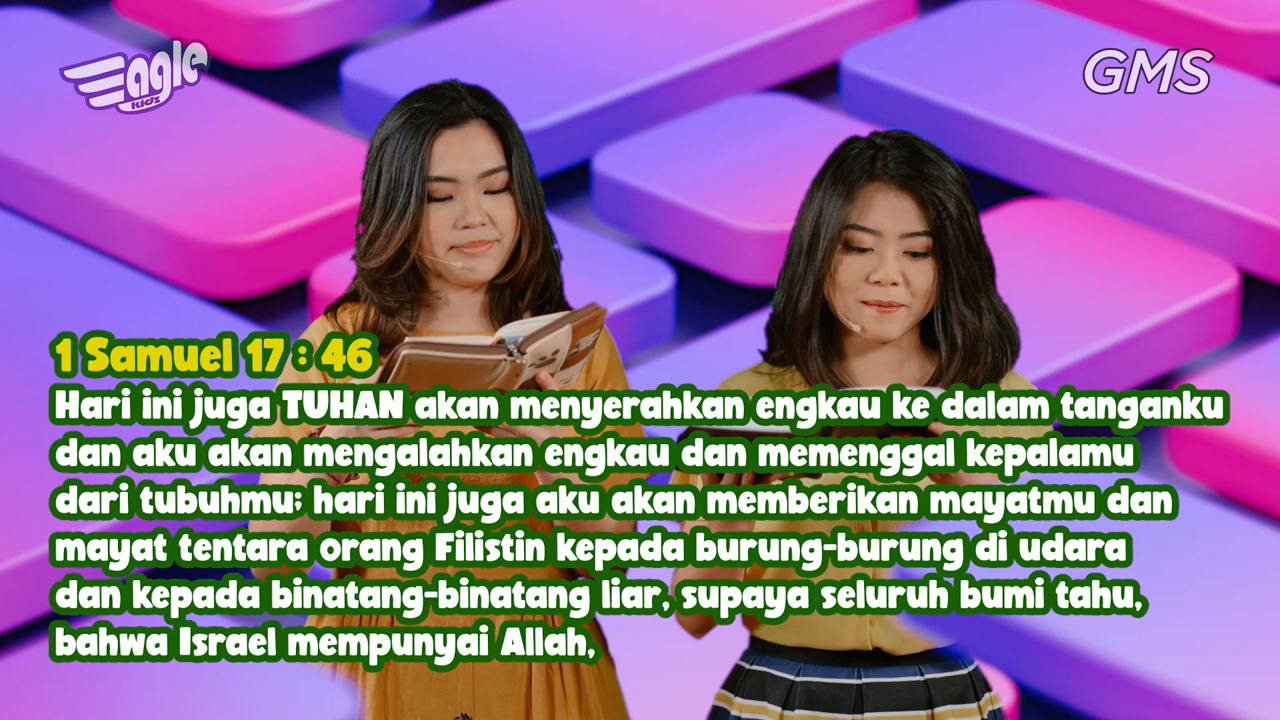 Eagle
kidz
GMS
1 Samuel 17 : 46
Hari ini juga TUHAN akan menyerahkan engkau ke dalam tanganku
dan aku akan mengalahkan engkau dan memenggal kepalamu
dari tubuhmu; hari ini juga aku akan memberikan mayatmu dan
mayat tentara orang Filistin kepada burung-burung di udara
dan kepada binatang-binatang liar, supaya seluruh bumi tahu,
bahwa Israel mempunyai Allah,